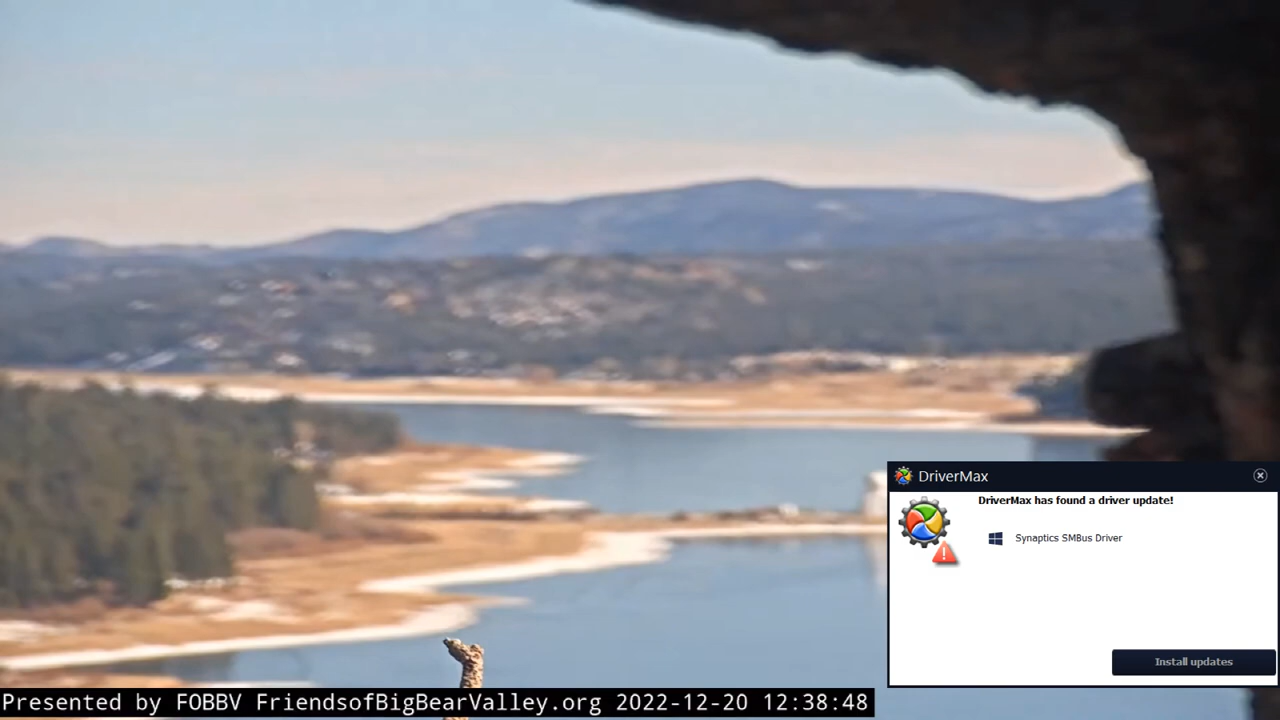 DriverMax
DriverMax has found a driver update!
Synaptics SMBus Driver
Install updates
Presented by FOBBV FriendsofBigBearValley.org 2022-12-20 12:38:48